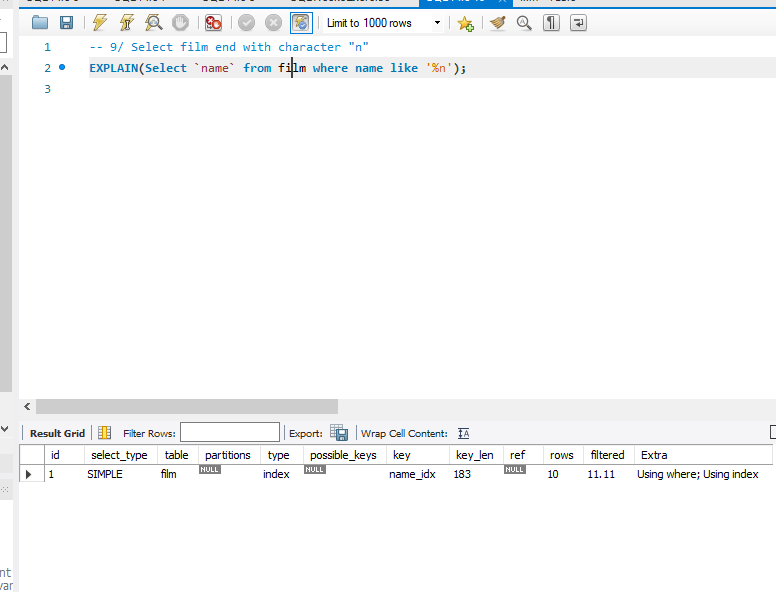 Limit to 1000 rows
1 -- 9/ Select film end with character "n"
2 EXPLAIN(Select `name` from film where name like '%n');
3
Result Grid Filter Rows: Export: Wrap Cell Content:
id select_type table partitions type possible_keys key key_len ref rows filtered Extra
1 SIMPLE film NULL index NULL name_idx 183 NULL 10 11.11 Using where; Using index
nt
var